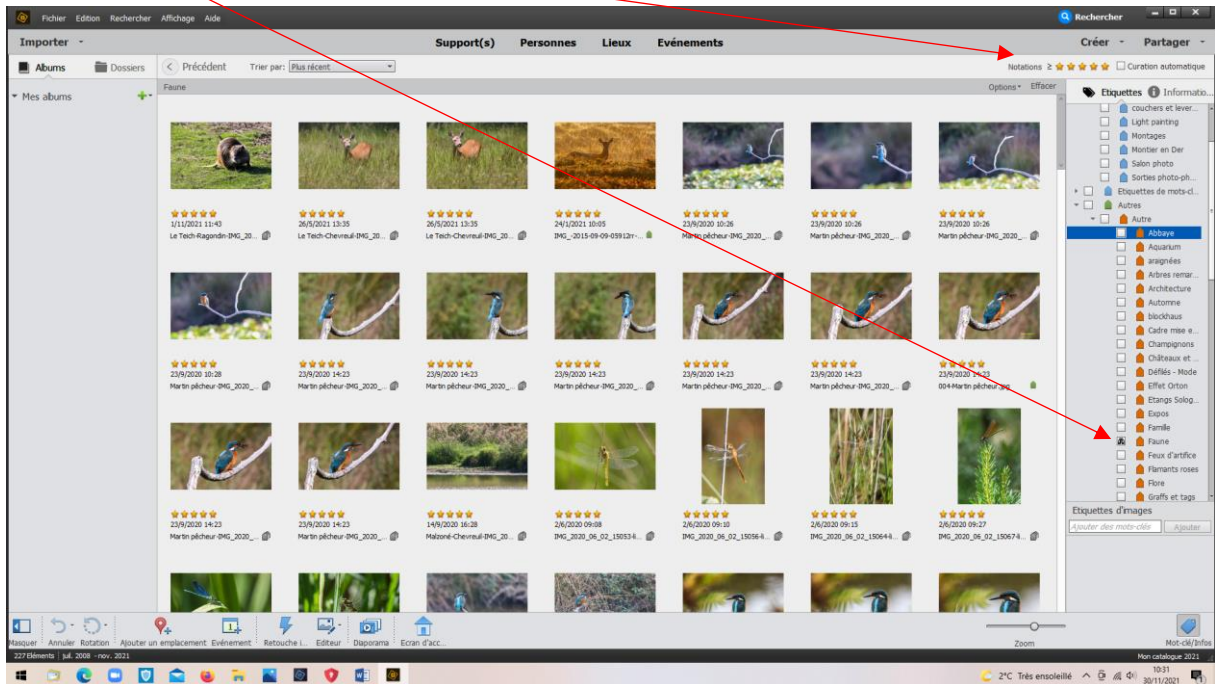 Fichier Edition Rechercher Affichage Aide
Rechercher
Importer
Support(s) Personnes Lieux Evénements
Créer Partager
Albums Dossiers
Précédent Trier par: Plus récent
Notations ≥ Curation automatique
Mes albums
Faune
Options Effacer
Etiquettes Informatio...
couchers et lever...
Light painting
Montages
Montier en Der
Salon photo
Sorties photo-ph...
Etiquettes de mots-cl...
Autres
Autre
Abbaye
Aquarium
araignées
Arbres remar...
Architecture
Automne
blockhaus
Cadre mise e...
Champignons
Châteaux et ...
Défilés - Mode
Effet Orton
Etangs Solog...
Expos
Famille
Faune
Feux d'artifice
Flamants roses
Flore
Graffs et tags
Etiquettes d'images
Ajouter des mots-clés Ajouter
1/11/2021 11:43 26/5/2021 13:35 26/5/2021 13:35 24/1/2021 10:05 23/9/2020 10:26 23/9/2020 10:26 23/9/2020 10:26
Le Teich-Ragondin-IMG_20... Le Teich-Chevreuil-IMG_20... Le Teich-Chevreuil-IMG_20... IMG_-2015-09-09-05912rr-... Martin pêcheur-IMG_2020_... Martin pêcheur-IMG_2020_... Martin pêcheur-IMG_2020_...
23/9/2020 10:28 23/9/2020 14:23 23/9/2020 14:23 23/9/2020 14:23 23/9/2020 14:23 23/9/2020 14:23 23/9/2020 14:23
Martin pêcheur-IMG_2020_... Martin pêcheur-IMG_2020_... Martin pêcheur-IMG_2020_... Martin pêcheur-IMG_2020_... Martin pêcheur-IMG_2020_... Martin pêcheur-IMG_2020_... 004-Martin pêcheur.jpg
23/9/2020 14:23 23/9/2020 14:23 14/9/2020 16:28 2/6/2020 09:08 2/6/2020 09:10 2/6/2020 09:15 2/6/2020 09:27
Martin pêcheur-IMG_2020_... Martin pêcheur-IMG_2020_... Malzoné-Chevreuil-IMG_20... IMG_2020_06_02_15053-k... IMG_2020_06_02_15056-k... IMG_2020_06_02_15064-k... IMG_2020_06_02_15067-k...
Masquer Annuler Rotation Ajouter un emplacement Evénement Retouche i... Editeur Diaporama Ecran d'acc...
Zoom
Mot-clé/Infos
227 Eléments juil. 2008 - nov. 2021
Mon catalogue 2021
2°C Très ensoleillé
10:31
30/11/2021